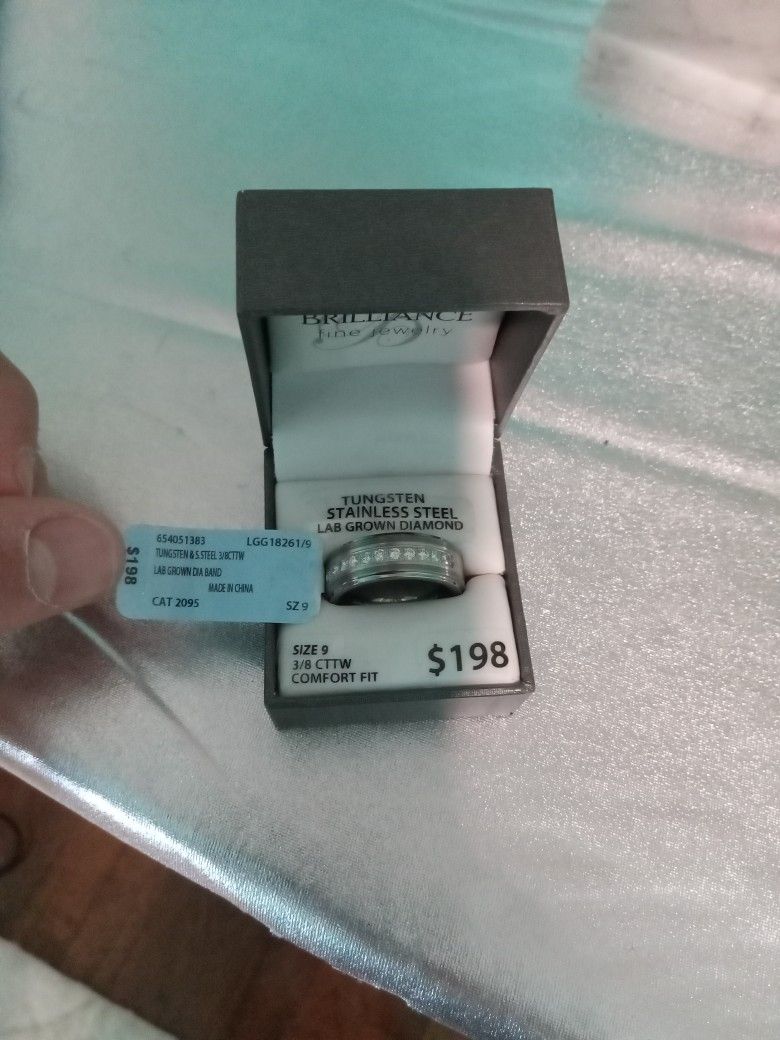 BRILLIANCE
fine jewelry
TUNGSTEN
STAINLESS STEEL
LAB GROWN DIAMOND
654051383 LGG18261/9
TUNGSTEN & S.STEEL 3/8CTTW
LAB GROWN DIA BAND
MADE IN CHINA
CAT 2095 SZ 9
$198
SIZE 9
3/8 CTTW
COMFORT FIT
$198